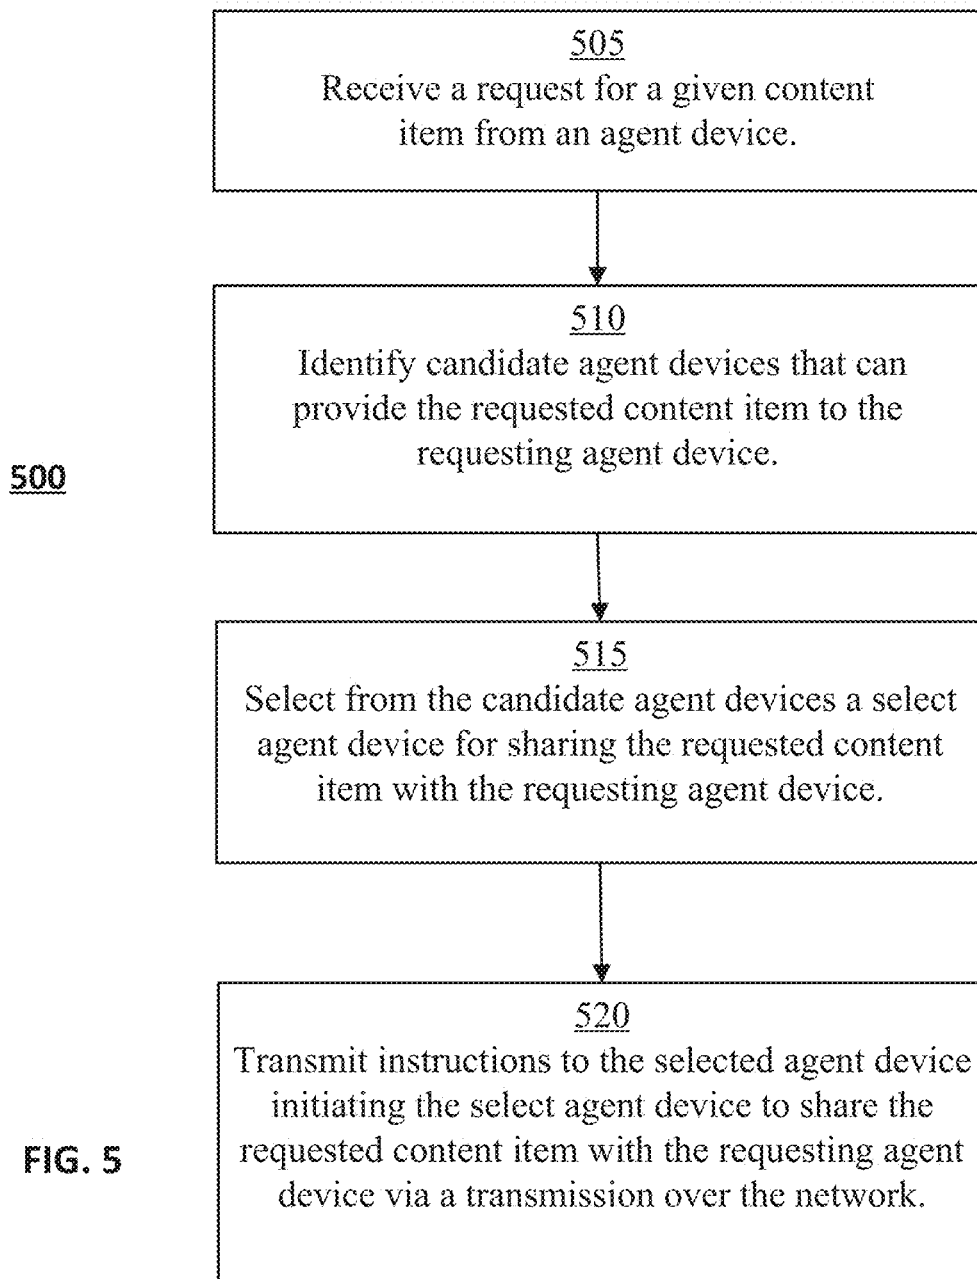 505
Receive a request for a given content
item from an agent device.
510
Identify candidate agent devices that can
provide the requested content item to the
requesting agent device.
500
515
Select from the candidate agent devices a select
agent device for sharing the requested content
item with the requesting agent device.
520
Transmit instructions to the selected agent device
initiating the select agent device to share the
requested content item with the requesting agent
device via a transmission over the network.
FIG. 5